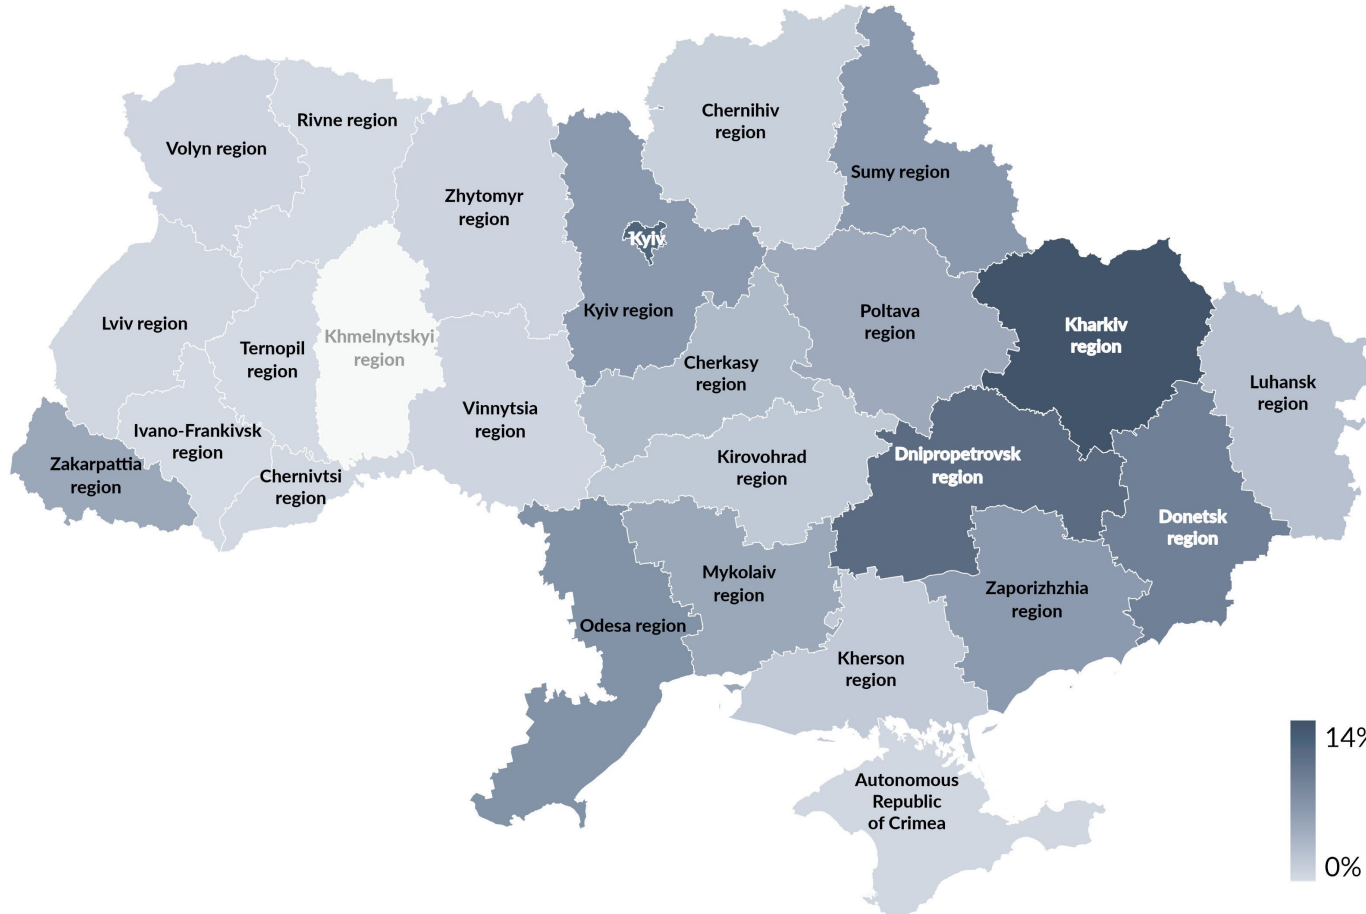 Chernihiv
region
Rivne region
Volyn region
Sumy region
Zhytomyr
region
Kyiv
Kyiv region
Poltava
region
Lviv region
Kharkiv
region
Khmelnytskyi
region
Ternopil
region
Cherkasy
region
Luhansk
region
Vinnytsia
region
Ivano-Frankivsk
region
Kirovohrad
region
Dnipropetrovsk
region
Zakarpattia
region
Chernivtsi
region
Donetsk
region
Mykolaiv
region
Zaporizhzhia
region
Odesa region
Kherson
region
Autonomous
Republic
of Crimea
14%
0%